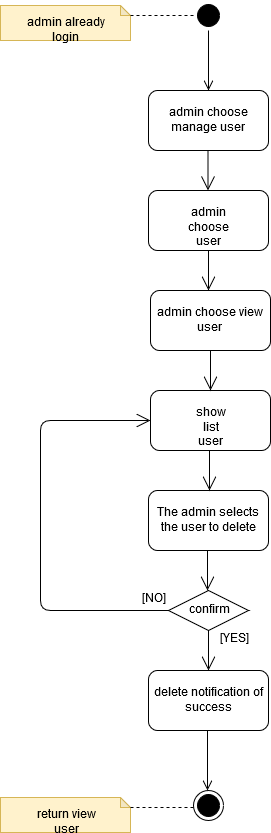 admin already
login
admin choose
manage user
admin
choose
user
admin choose view
user
show
list
user
The admin selects
the user to delete
[NO]
confirm
[YES]
delete notification of
success
return view
user